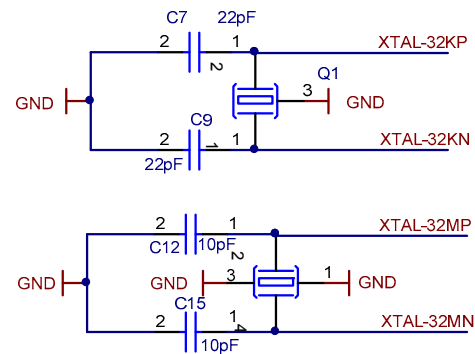 C7 22pF
2 1 XTAL-32KP
2
Q1
GND 3 GND
C9
2 1 1 XTAL-32KN
22pF
2 1 XTAL-32MP
C12 10pF 2
GND GND 3 1 GND
C15
2 1 4 XTAL-32MN
10pF